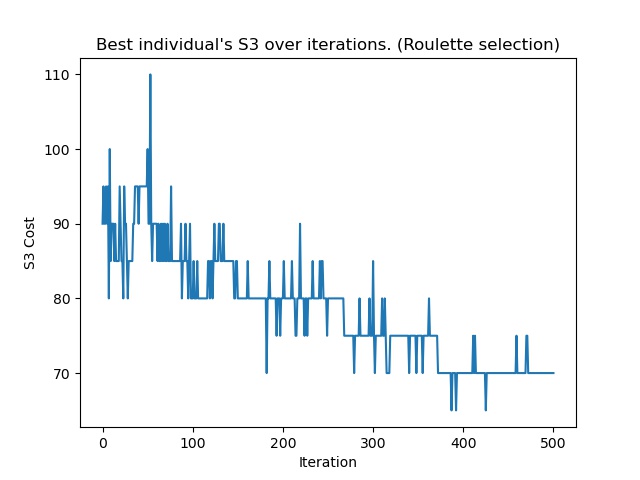 Best individual's S3 over iterations. (Roulette selection)
110
100
90
80
70
S3 Cost
0 100 200 300 400 500
Iteration